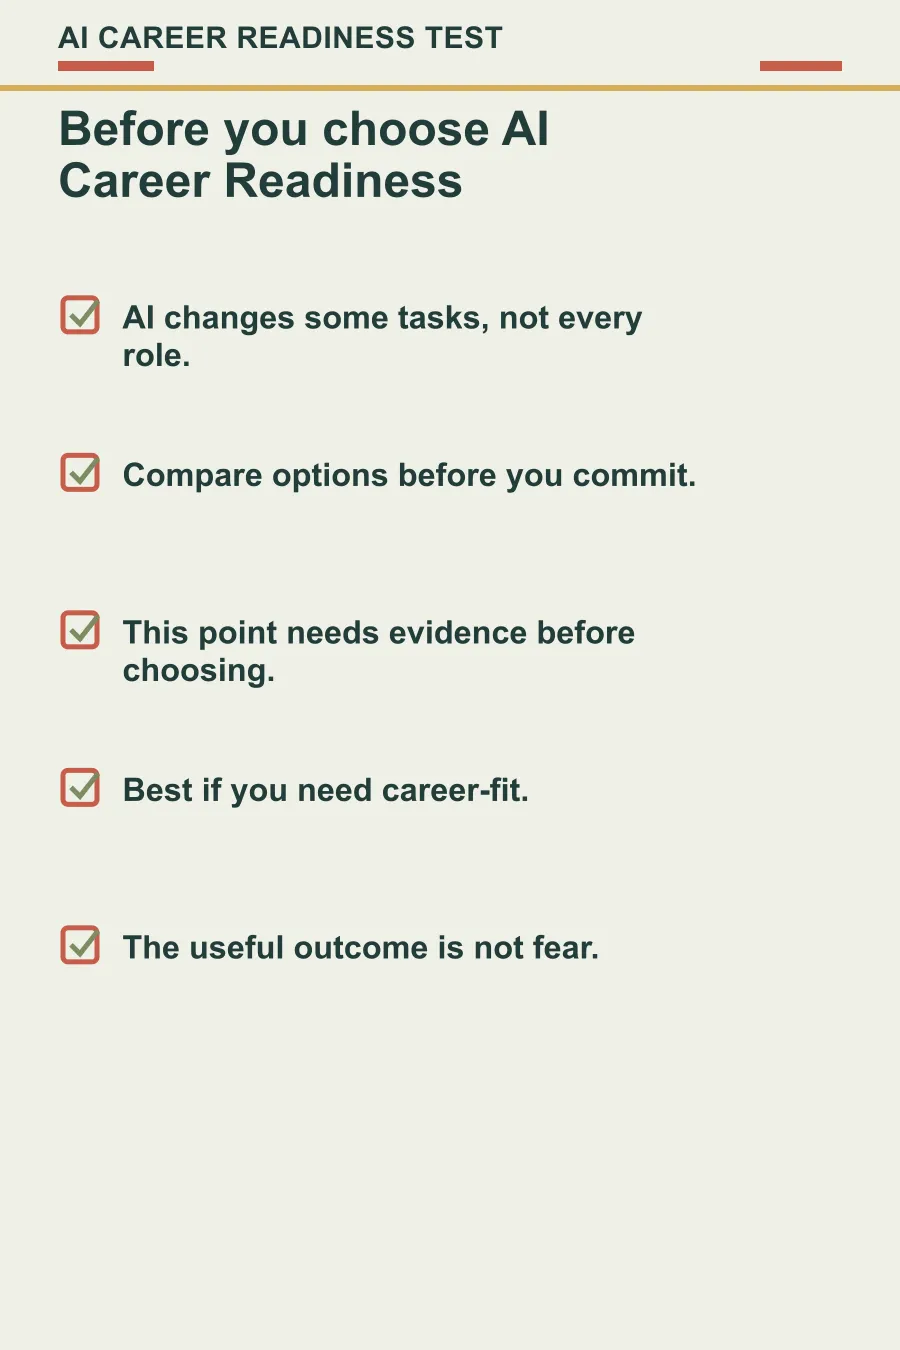 AI CAREER READINESS TEST
Before you choose AI
Career Readiness
AI changes some tasks, not every
role.
Compare options before you commit.
This point needs evidence before
choosing.
Best if you need career-fit.
The useful outcome is not fear.